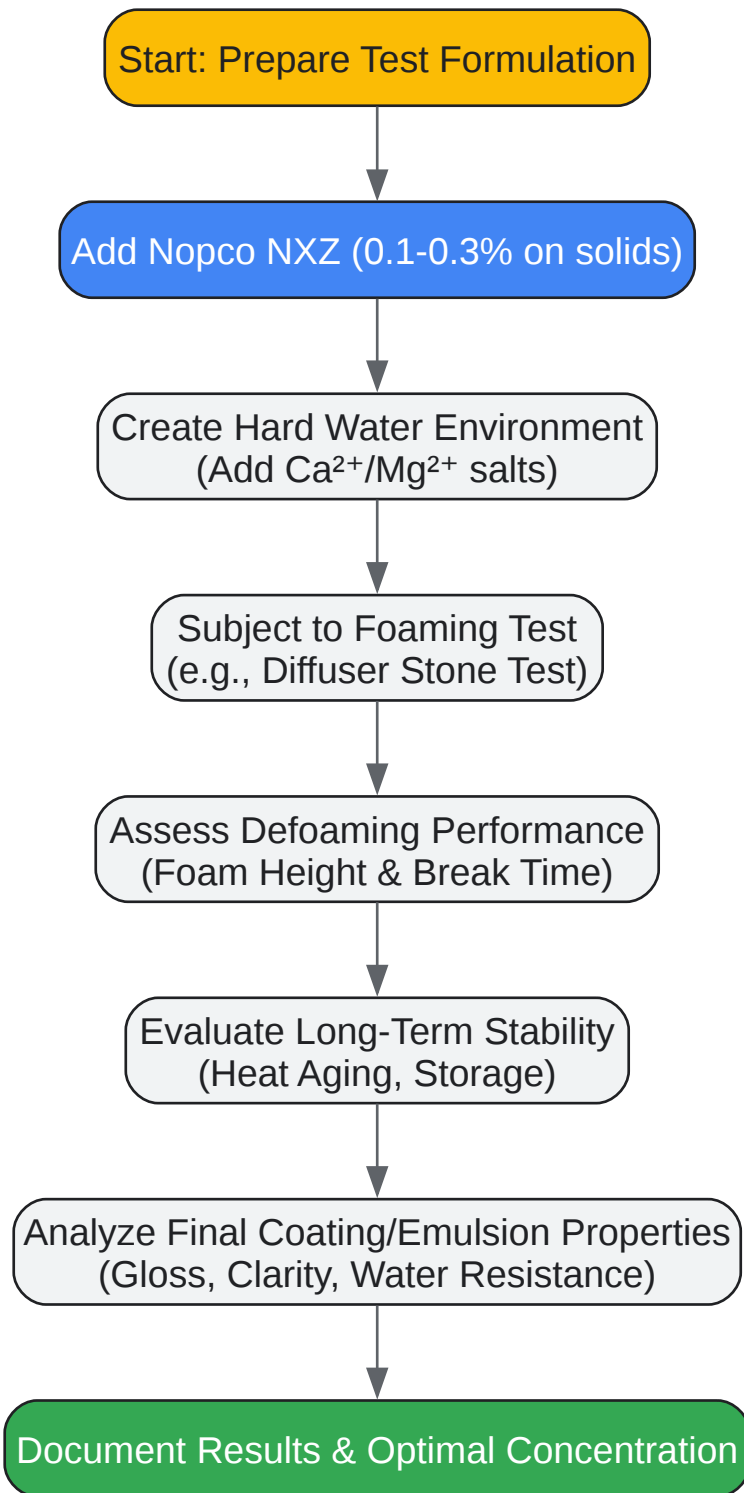 Start: Prepare Test Formulation
Add Nopco NXZ (0.1-0.3% on solids)
Create Hard Water Environment
(Add Ca²⁺/Mg²⁺ salts)
Subject to Foaming Test
(e.g., Diffuser Stone Test)
Assess Defoaming Performance
(Foam Height & Break Time)
Evaluate Long-Term Stability
(Heat Aging, Storage)
Analyze Final Coating/Emulsion Properties
(Gloss, Clarity, Water Resistance)
Document Results & Optimal Concentration